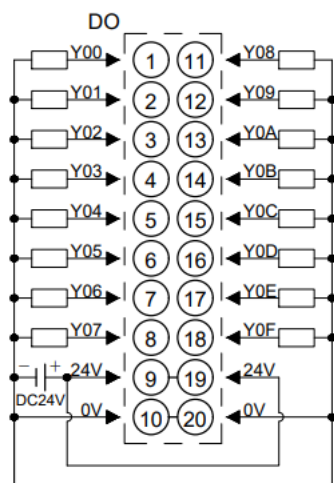 DO
Y00 1 11 Y08
Y01 2 12 Y09
Y02 3 13 Y0A
Y03 4 14 Y0B
Y04 5 15 Y0C
Y05 6 16 Y0D
Y06 7 17 Y0E
Y07 8 18 Y0F
− + 24V 9 19 24V
DC24V 0V 10 20 0V